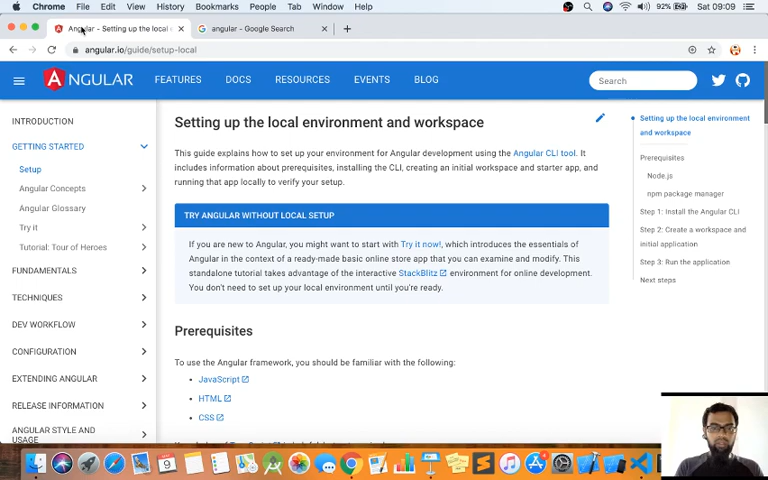 Chrome File Edit View History Bookmarks People Tab Window Help 92% Sat 09:09
Angular - Setting up the local angular - Google Search
angular.io/guide/setup-local
ANGULAR FEATURES DOCS RESOURCES EVENTS BLOG Search
INTRODUCTION
GETTING STARTED
Setup
Angular Concepts
Angular Glossary
Try it
Tutorial: Tour of Heroes
FUNDAMENTALS
TECHNIQUES
DEV WORKFLOW
CONFIGURATION
EXTENDING ANGULAR
RELEASE INFORMATION
ANGULAR STYLE AND
USAGE
Setting up the local environment and workspace
This guide explains how to set up your environment for Angular development using the Angular CLI tool. It
includes information about prerequisites, installing the CLI, creating an initial workspace and starter app, and
running that app locally to verify your setup.
TRY ANGULAR WITHOUT LOCAL SETUP
If you are new to Angular, you might want to start with Try it now!, which introduces the essentials of
Angular in the context of a ready-made basic online store app that you can examine and modify. This
standalone tutorial takes advantage of the interactive StackBlitz environment for online development.
You don't need to set up your local environment until you're ready.
Prerequisites
To use the Angular framework, you should be familiar with the following:
JavaScript
HTML
CSS
Setting up the local environment
and workspace
Prerequisites
Node.js
npm package manager
Step 1: Install the Angular CLI
Step 2: Create a workspace and
initial application
Step 3: Run the application
Next steps